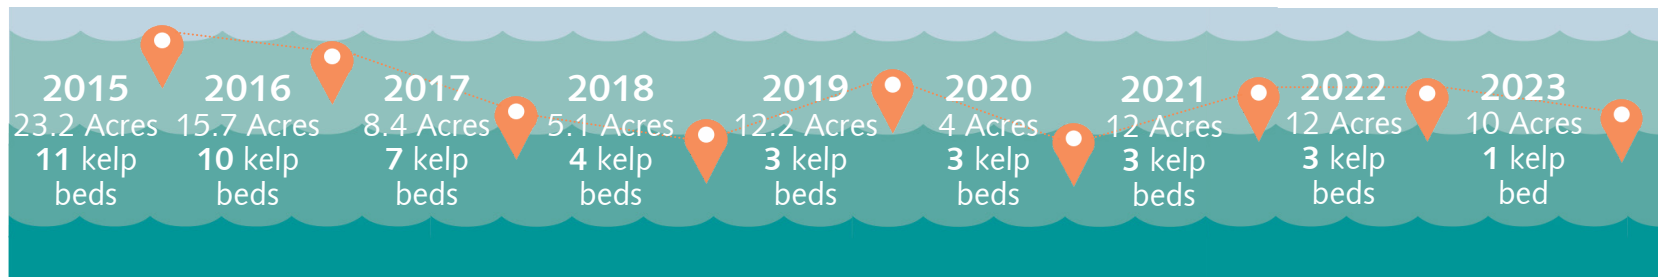 2015
23.2 Acres
11 kelp
beds
2016
15.7 Acres
10 kelp
beds
2017
8.4 Acres
7 kelp
beds
2018
5.1 Acres
4 kelp
beds
2019
12.2 Acres
3 kelp
beds
2020
4 Acres
3 kelp
beds
2021
12 Acres
3 kelp
beds
2022
12 Acres
3 kelp
beds
2023
10 Acres
1 kelp
bed